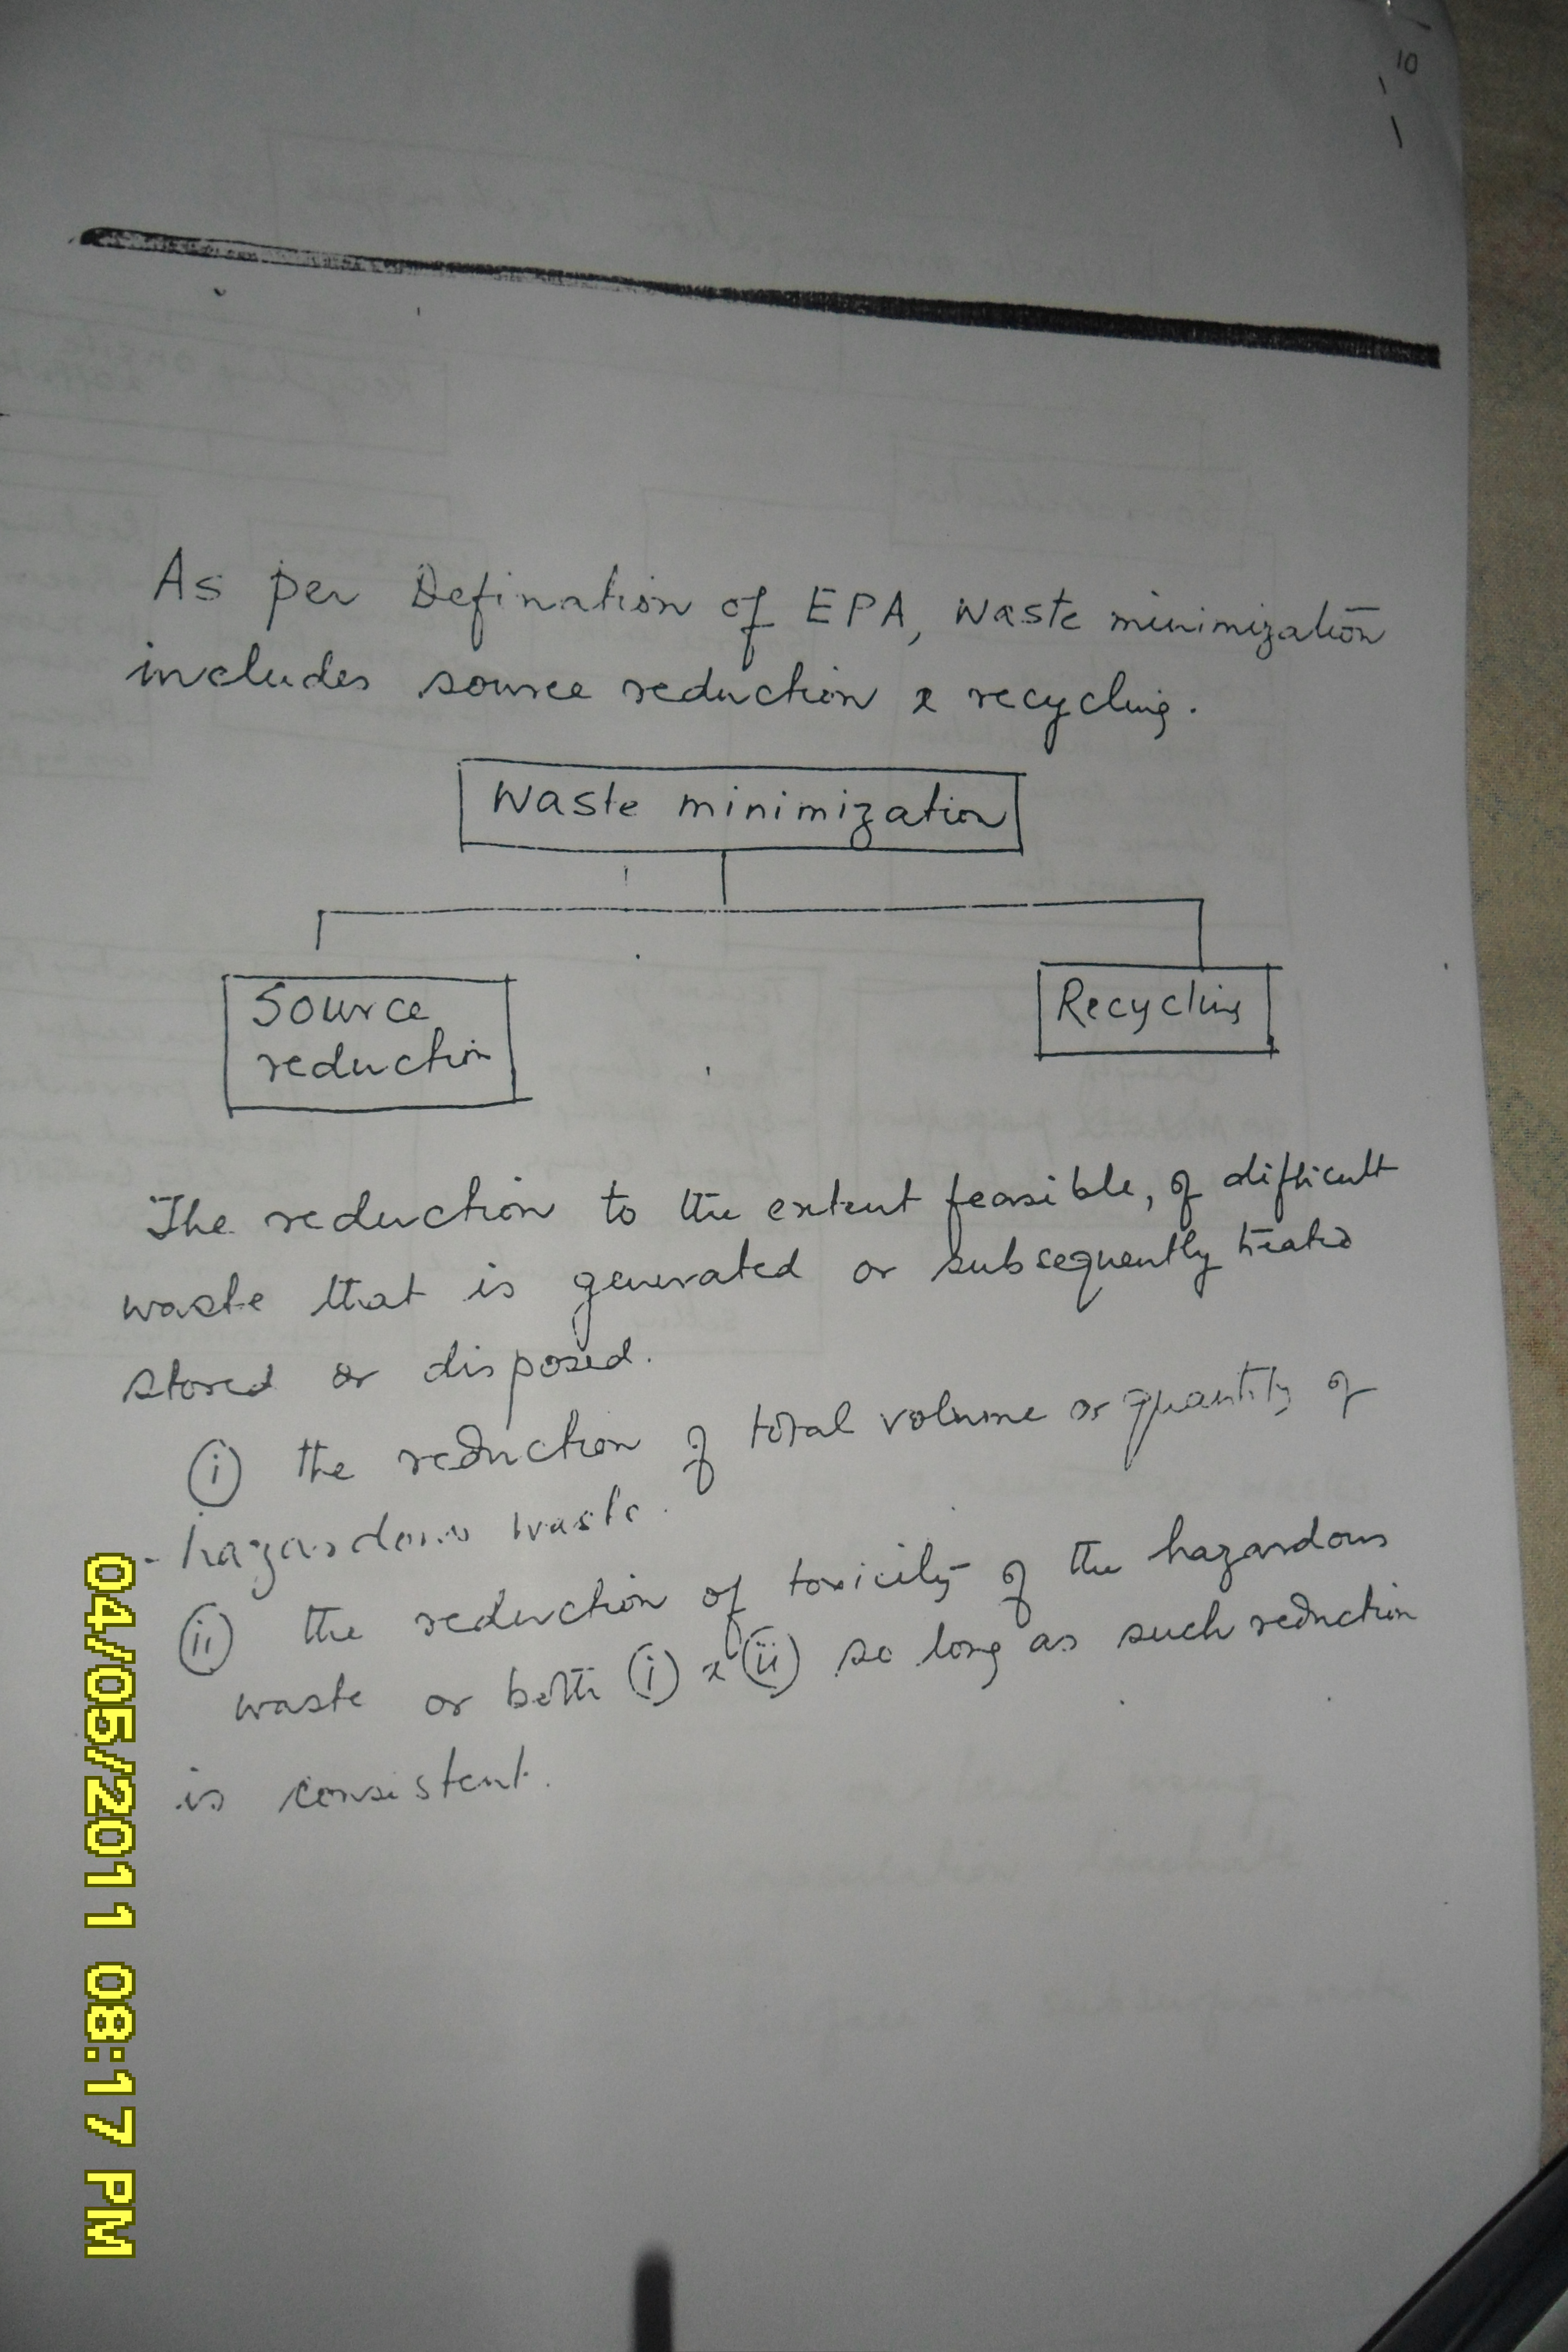 10
As per Defination of EPA, waste minimization
includes source reduction & recycling.
Waste minimization
Source
reduction
Recycling
The reduction to the extent feasible, of difficult
waste that is generated or subsequently treated
stored or disposed.
(i) the reduction of total volume or quantity of
hazardous waste.
(ii) the reduction of toxicity of the hazardous
waste or both (i) & (ii) so long as such reduction
is consistent.
04/05/2011 08:17 PM